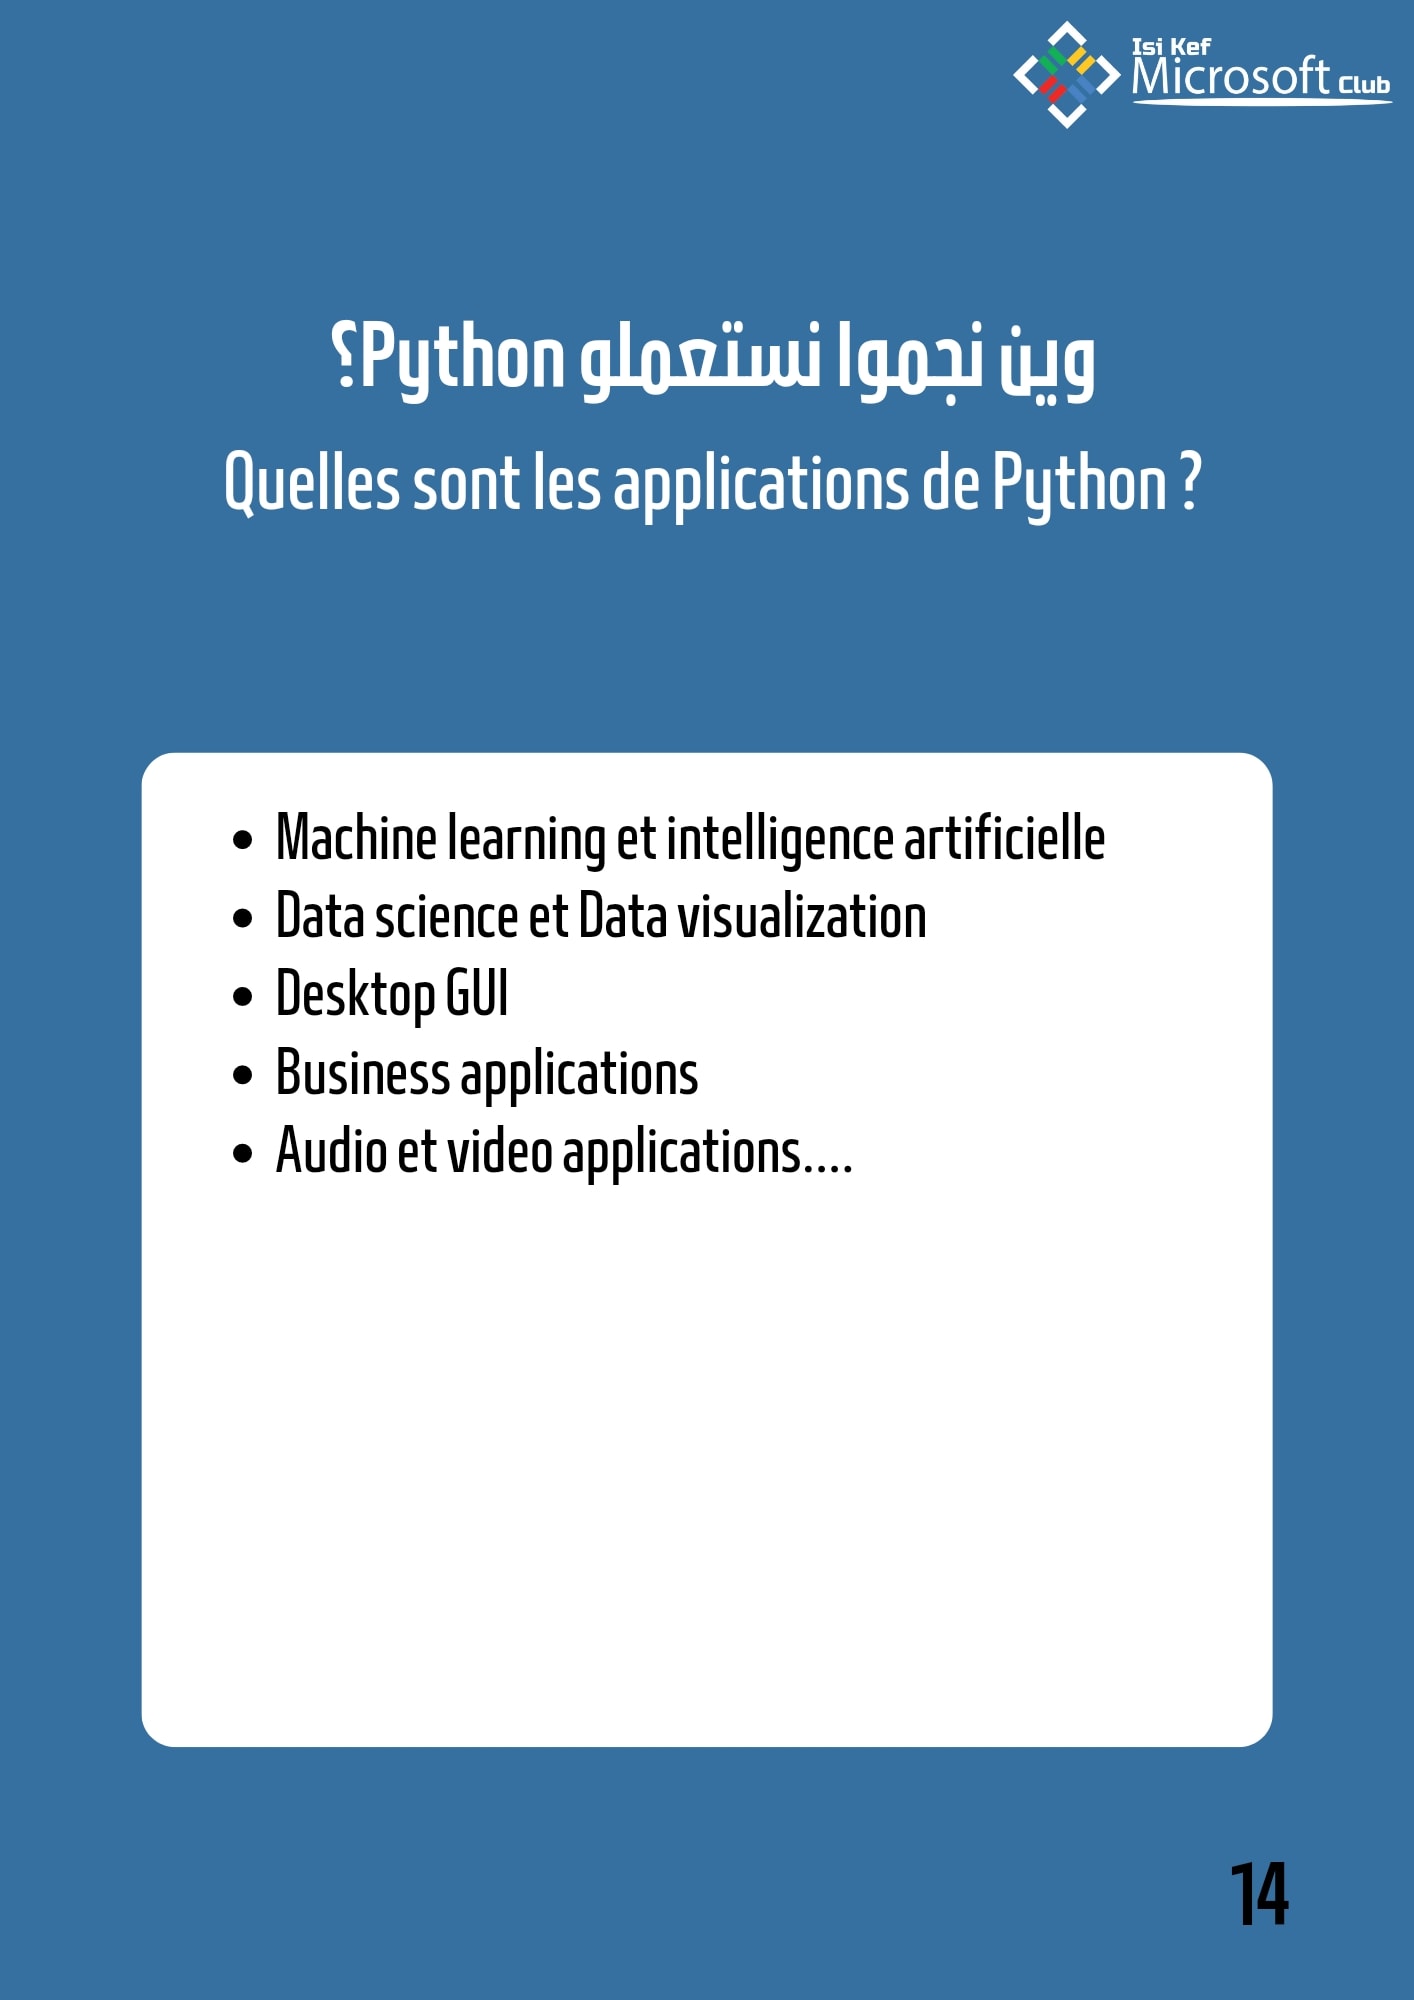 Isi Kef
Microsoft Club
وين نجموا نستعملو Python؟
Quelles sont les applications de Python ?
• Machine learning et intelligence artificielle
• Data science et Data visualization
• Desktop GUI
• Business applications
• Audio et video applications....
14